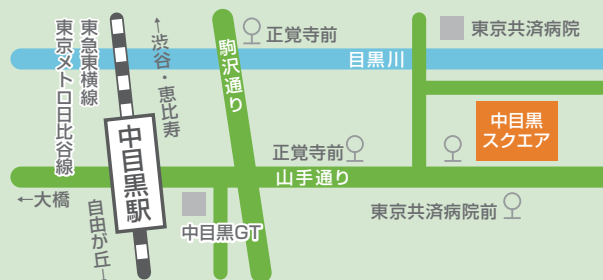 東急東横線
東京メトロ日比谷線
←渋谷・恵比寿
中目黒駅
自由が丘→
←大橋
駒沢通り
正覚寺前
目黒川
東京共済病院
中目黒
スクエア
正覚寺前
山手通り
東京共済病院前
中目黒GT